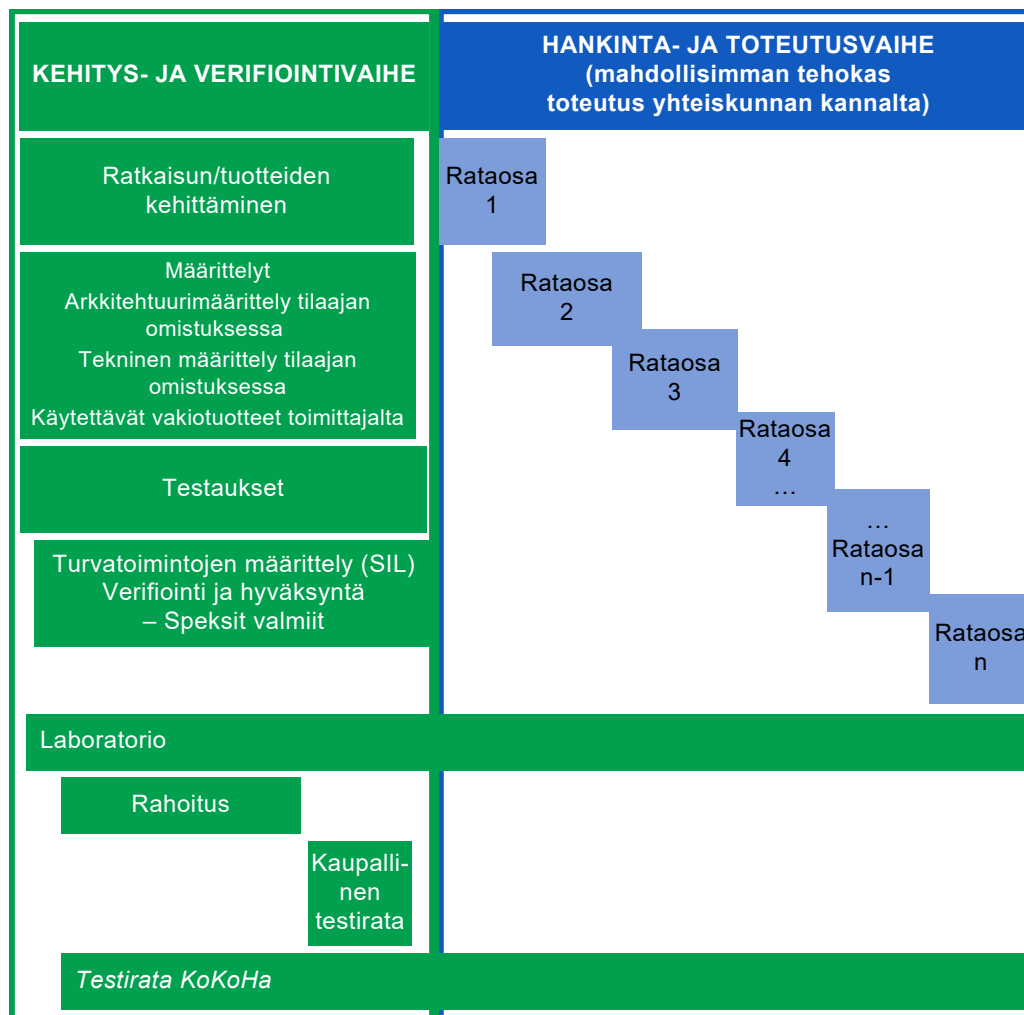 KEHITYS- JA VERIFIOINTIVAIHE
HANKINTA- JA TOTEUTUSVAIHE
(mahdollisimman tehokas
toteutus yhteiskunnan kannalta)
Ratkaisun/tuotteiden
kehittäminen
Rataosa
1
Määrittelyt
Arkkitehtuurimäärittely tilaajan
omistuksessa
Tekninen määrittely tilaajan
omistuksessa
Käytettävät vakiotuotteet toimittajalta
Rataosa
2
Rataosa
3
Rataosa
4
…
Testaukset
…
Rataosa
n-1
Turvatoimintojen määrittely (SIL)
Verifiointi ja hyväksyntä
– Speksit valmiit
Rataosa
n
Laboratorio
Rahoitus
Kaupalli-
nen
testirata
Testirata KoKoHa